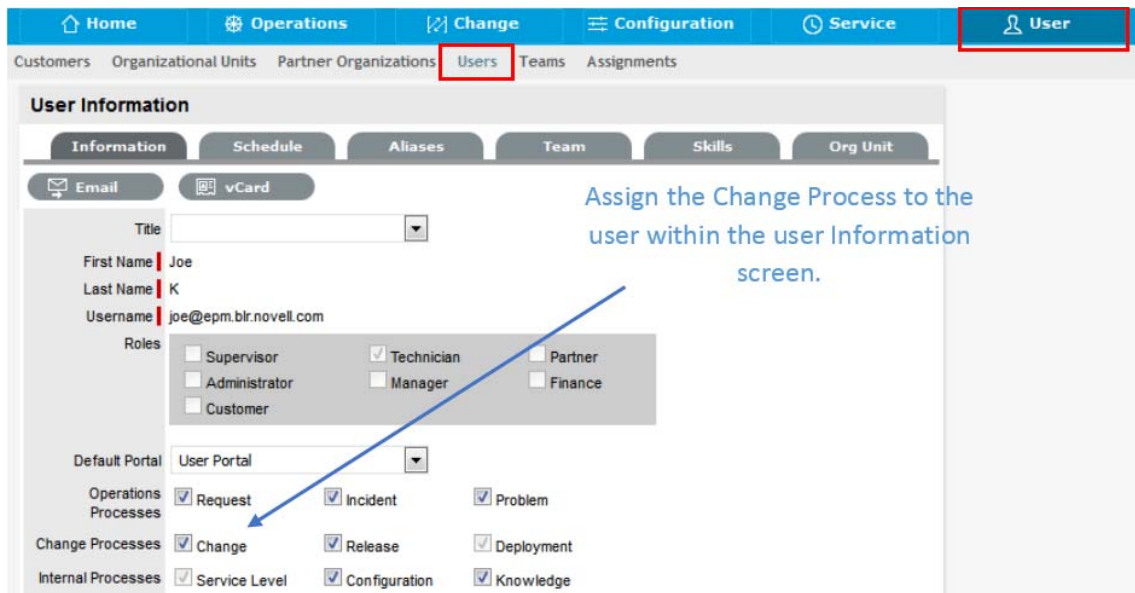 Home Operations Change Configuration Service User
Customers Organizational Units Partner Organizations Users Teams Assignments
User Information
Information Schedule Aliases Team Skills Org Unit
Email vCard
Assign the Change Process to the
user within the user Information
screen.
Title
First Name Joe
Last Name K
Username joe@epm.blr.novell.com
Roles
Supervisor Technician Partner
Administrator Manager Finance
Customer
Default Portal User Portal
Operations
Processes
Request Incident Problem
Change Processes Change Release Deployment
Internal Processes Service Level Configuration Knowledge